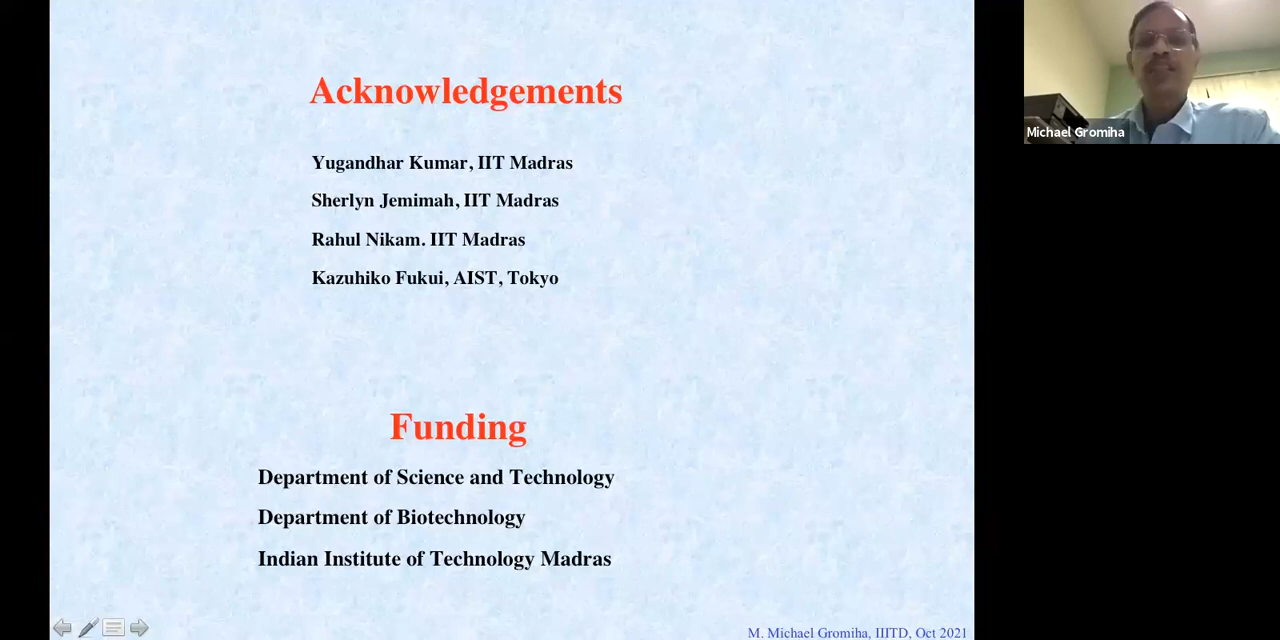 Acknowledgements
Yugandhar Kumar, IIT Madras
Sherlyn Jemimah, IIT Madras
Rahul Nikam. IIT Madras
Kazuhiko Fukui, AIST, Tokyo
Funding
Department of Science and Technology
Department of Biotechnology
Indian Institute of Technology Madras
M. Michael Gromiha, IIITD, Oct 2021
Michael Gromiha